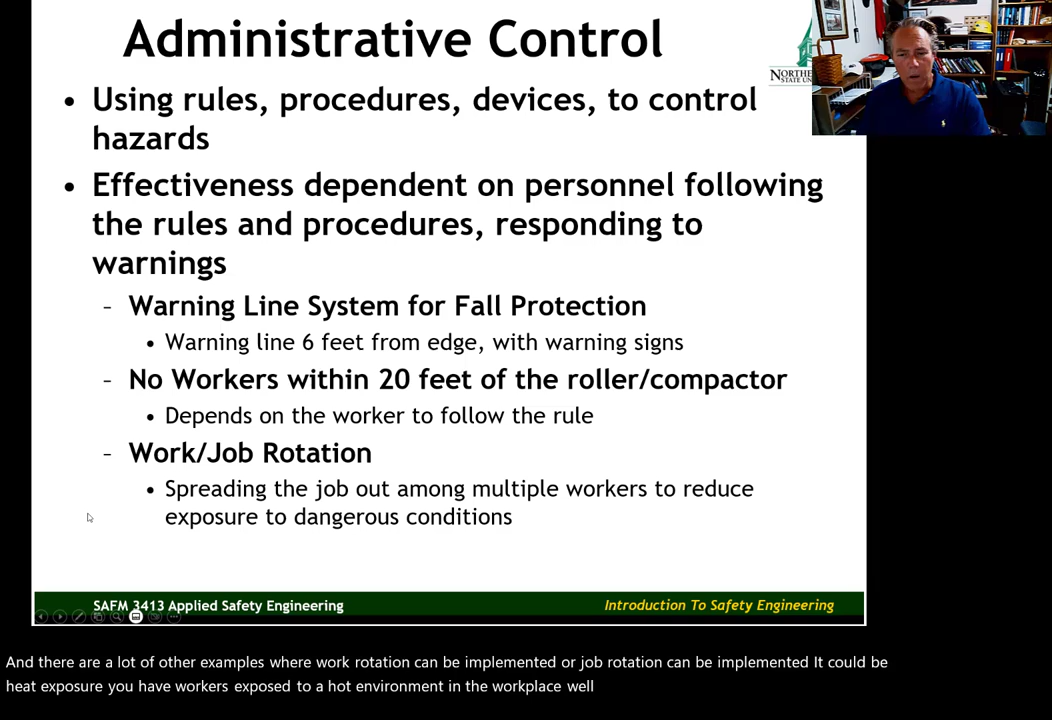 Administrative Control
• Using rules, procedures, devices, to control
hazards
• Effectiveness dependent on personnel following
the rules and procedures, responding to
warnings
– Warning Line System for Fall Protection
• Warning line 6 feet from edge, with warning signs
– No Workers within 20 feet of the roller/compactor
• Depends on the worker to follow the rule
– Work/Job Rotation
• Spreading the job out among multiple workers to reduce
exposure to dangerous conditions
SAFM 3413 Applied Safety Engineering
Introduction To Safety Engineering
And there are a lot of other examples where work rotation can be implemented or job rotation can be implemented It could be
heat exposure you have workers exposed to a hot environment in the workplace well